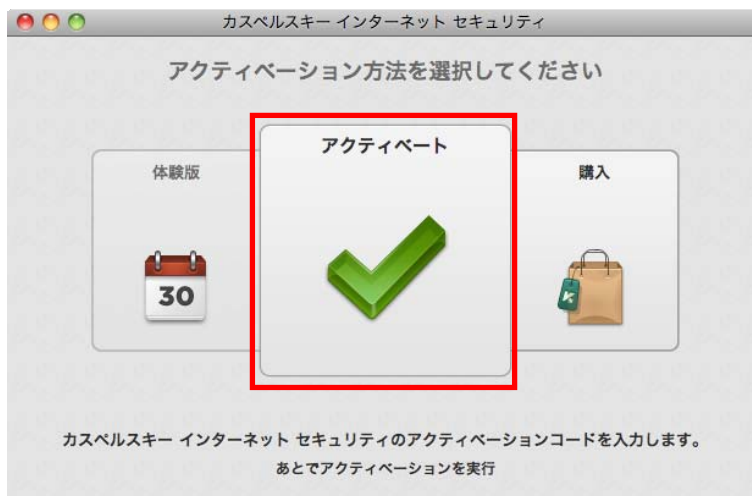 カスペルスキー インターネット セキュリティ
アクティベーション方法を選択してください
アクティベート
体験版
購入
30
カスペルスキー インターネット セキュリティのアクティベーションコードを入力します。
あとでアクティベーションを実行